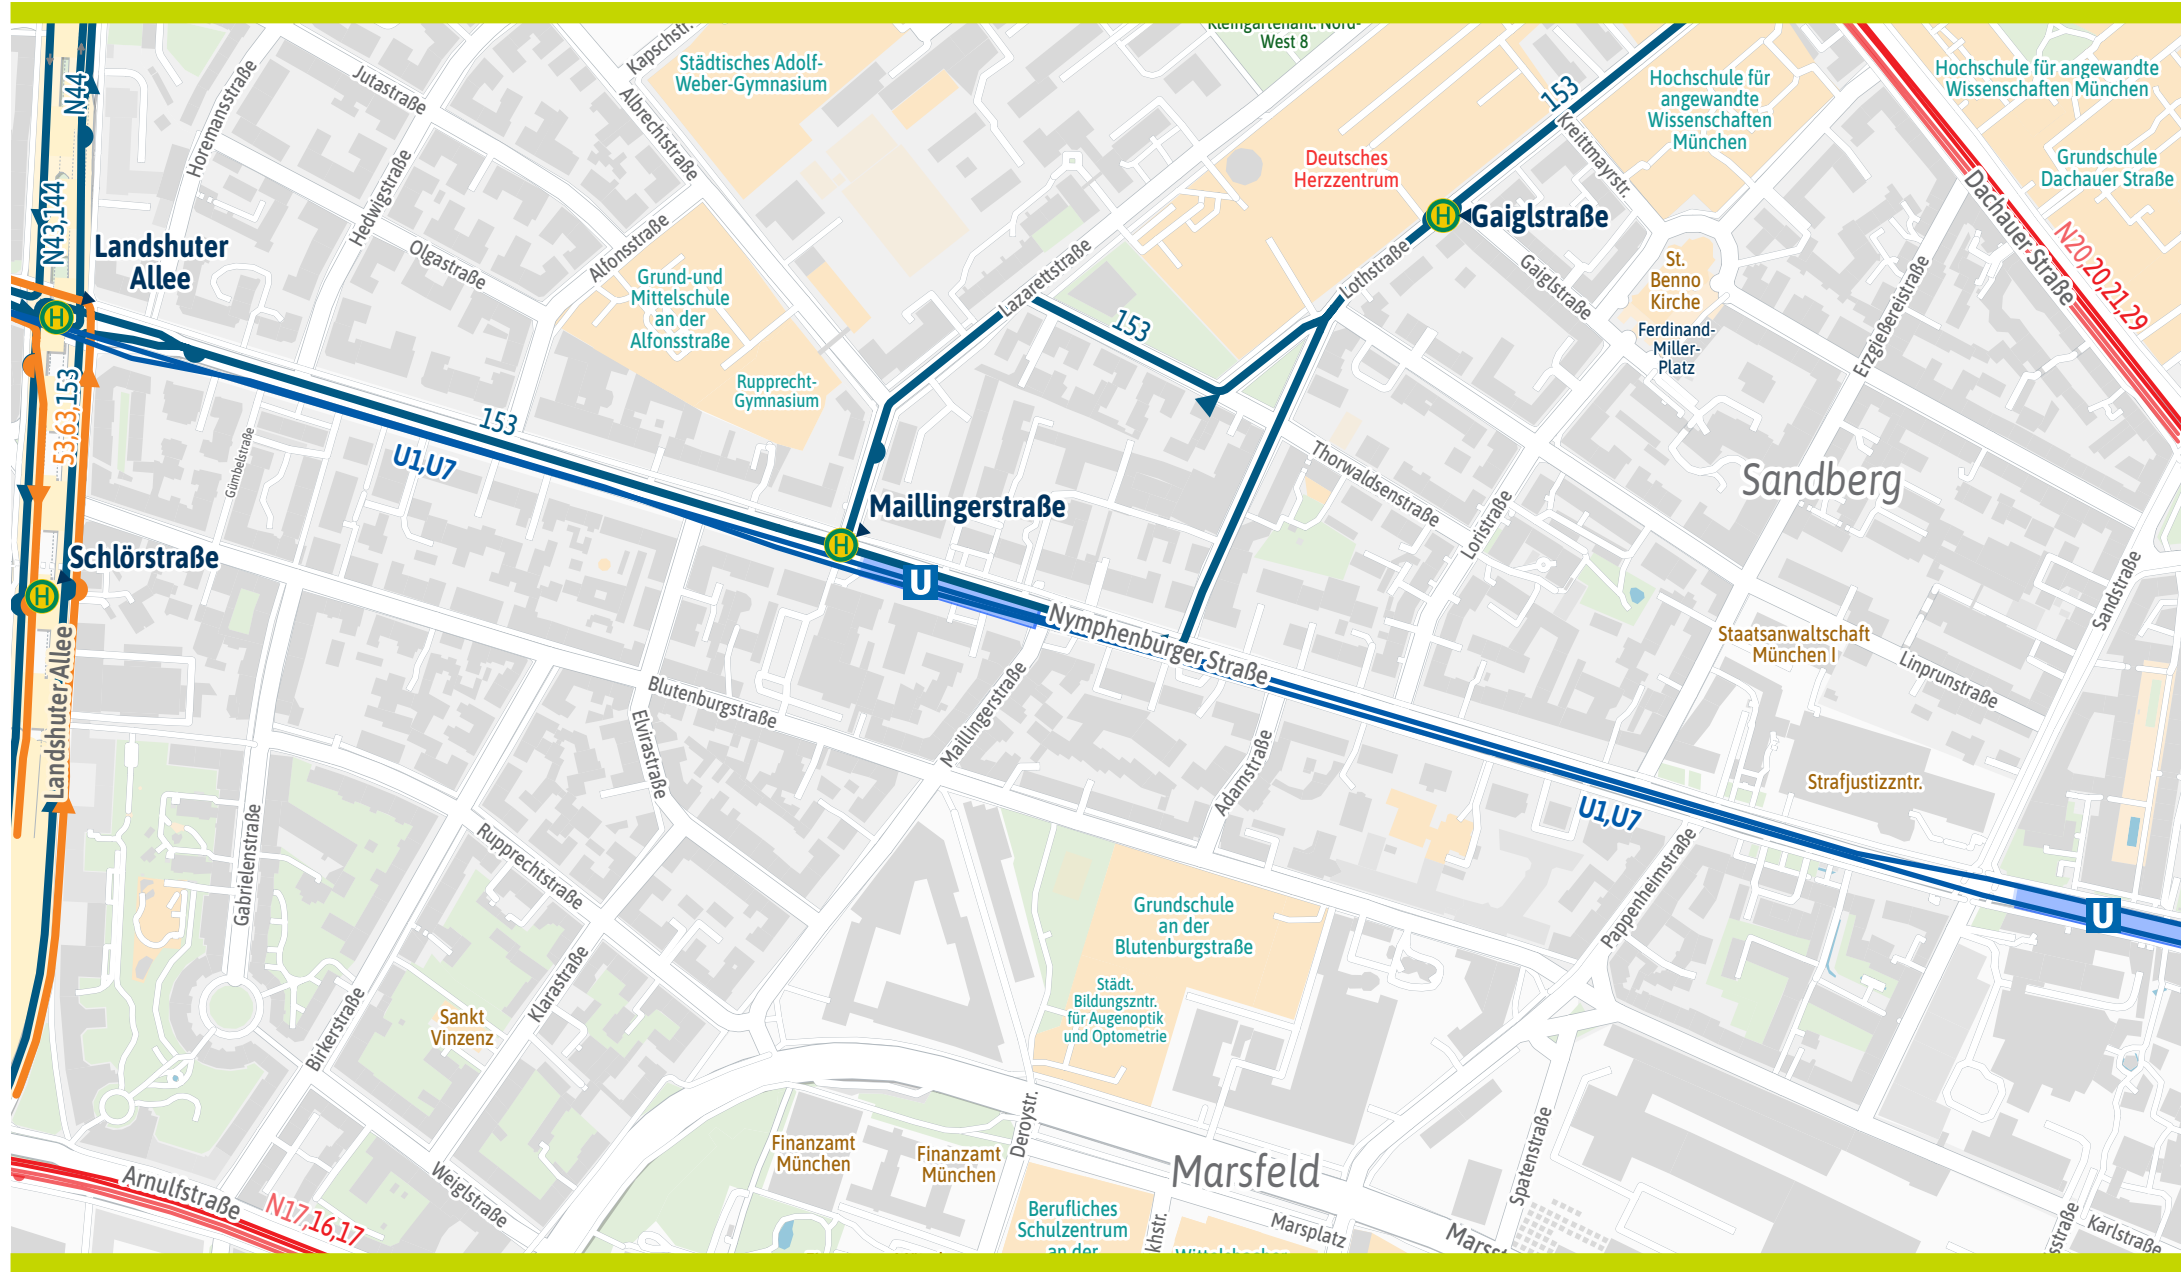 Kapschstr.
Städtisches Adolf-
Weber-Gymnasium
Kleingartenanl. Nord-
West 8
N44
Horemansstraße
Jutastraße
Albrechtstraße
153
Kreittmayrstr.
Hochschule für
angewandte
Wissenschaften
München
Hochschule für angewandte
Wissenschaften München
Grundschule
Dachauer Straße
Deutsches
Herzzentrum
Dachauer Straße
N20,20,21,29
N43,144
Landshuter
Allee
Hedwigstraße
Olgastraße
Alfonsstraße
Grund-und
Mittelschule
an der
Alfonsstraße
Lazarettstraße
H
Gaiglstraße
Lothstraße
Gaiglstraße
St.
Benno
Kirche
Ferdinand-
Miller-
Platz
Erzgießereistraße
H
153
53,63,153
153
U1,U7
Rupprecht-
Gymnasium
Gümbelstraße
Thorwaldsenstraße
Loristraße
Sandberg
Maillingerstraße
H
U
Schlörstraße
H
Landshuter Allee
Nymphenburger Straße
Sandstraße
Staatsanwaltschaft
München I
Linprunstraße
Blutenburgstraße
Elvirastraße
Maillingerstraße
Adamstraße
Strafjustizzntr.
U1,U7
Gabrielenstraße
Rupprechtstraße
Pappenheimstraße
U
Grundschule
an der
Blutenburgstraße
Städt.
Bildungszntr.
für Augenoptik
und Optometrie
Birkerstraße
Sankt
Vinzenz
Klarastraße
Deroystr.
Finanzamt
München
Finanzamt
München
Marsfeld
Spatenstraße
Arnulfstraße
N17,16,17
Weiglstraße
Berufliches
Schulzentrum
an der
khstr.
Wittelsbacher
Marsplatz
Marsst
sstraße
Karlstraße